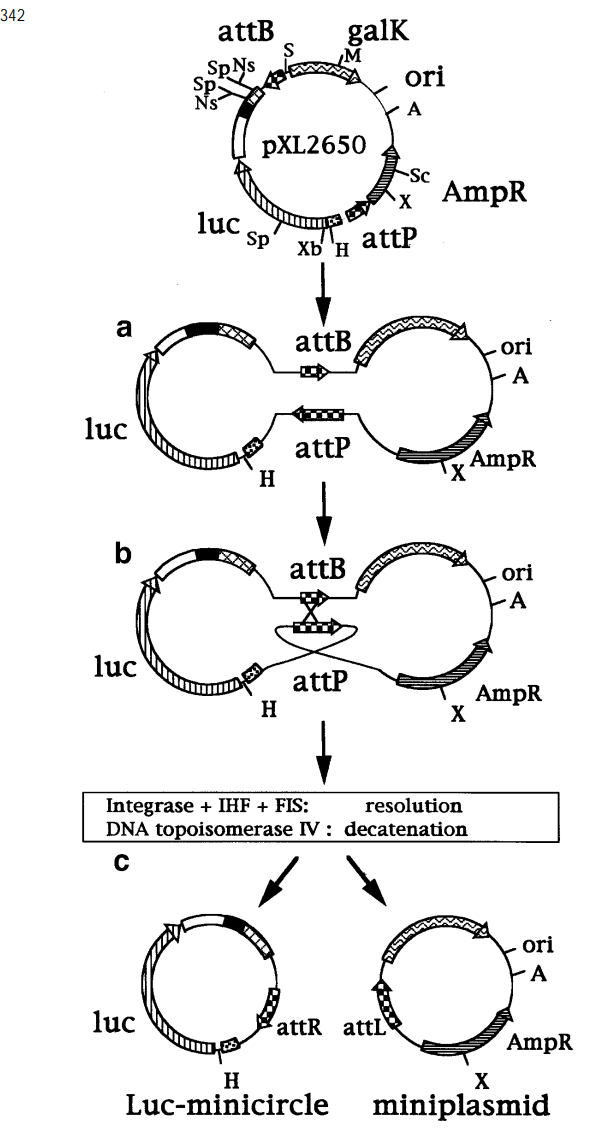 342
attB
galK
S
M
Sp Ns
Sp
Ns
ori
A
pXL2650
Sc
X
AmpR
luc
Sp
Xb
H
attP
a
attB
ori
A
luc
attP
H
X
AmpR
b
attB
ori
A
luc
attP
H
X
AmpR
Integrase + IHF + FIS: resolution
DNA topoisomerase IV : decatenation
c
ori
A
luc
attR
attL
AmpR
H
X
Luc-minicircle
miniplasmid